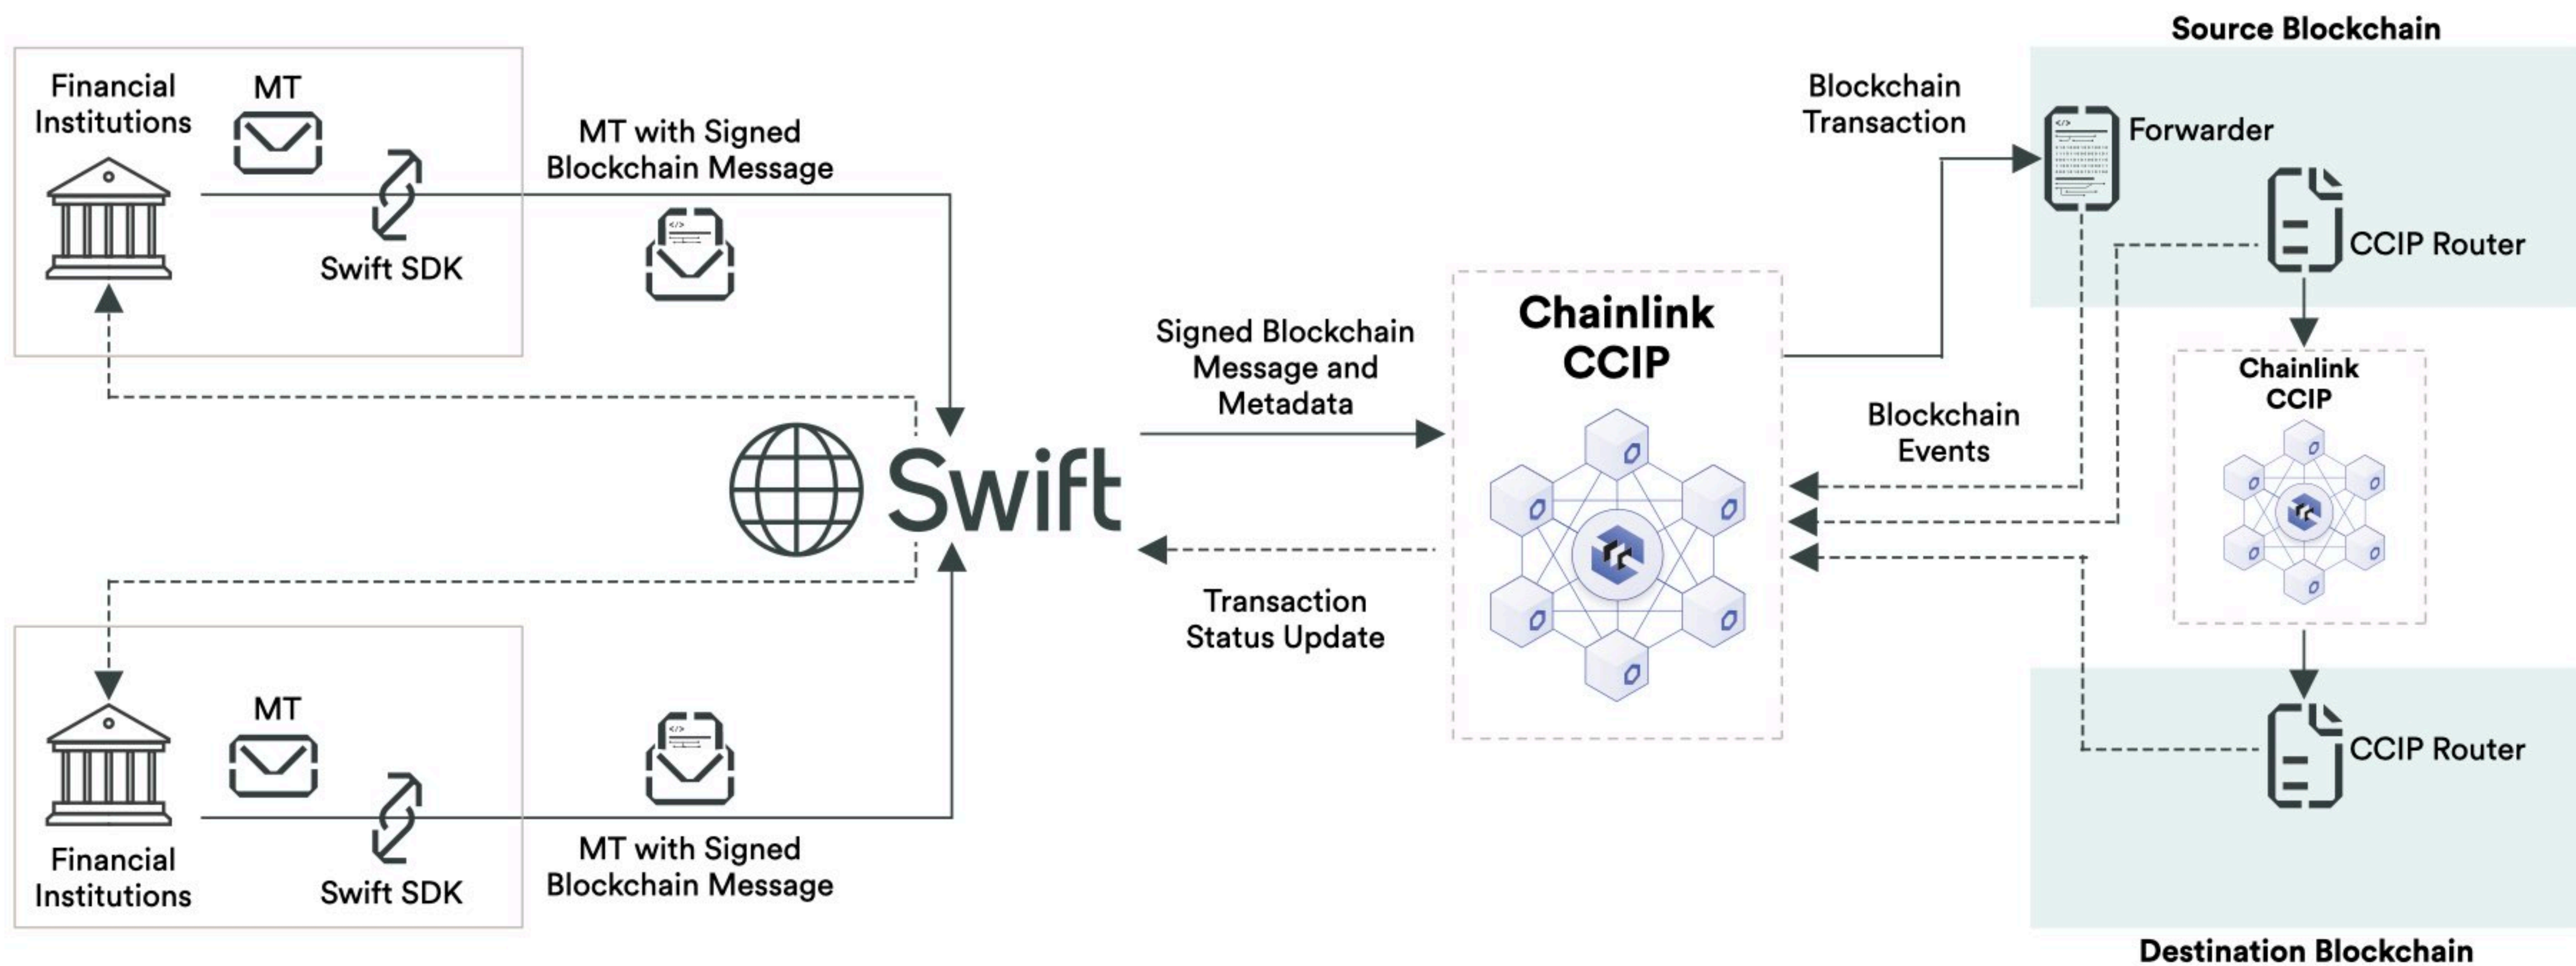 Source Blockchain
Financial
Institutions
MT
Swift SDK
MT with Signed
Blockchain Message
Swift
Financial
Institutions
MT
Swift SDK
MT with Signed
Blockchain Message
Signed Blockchain
Message and
Metadata
Transaction
Status Update
Chainlink
CCIP
Blockchain
Transaction
Blockchain
Events
Forwarder
CCIP Router
Chainlink
CCIP
CCIP Router
Destination Blockchain